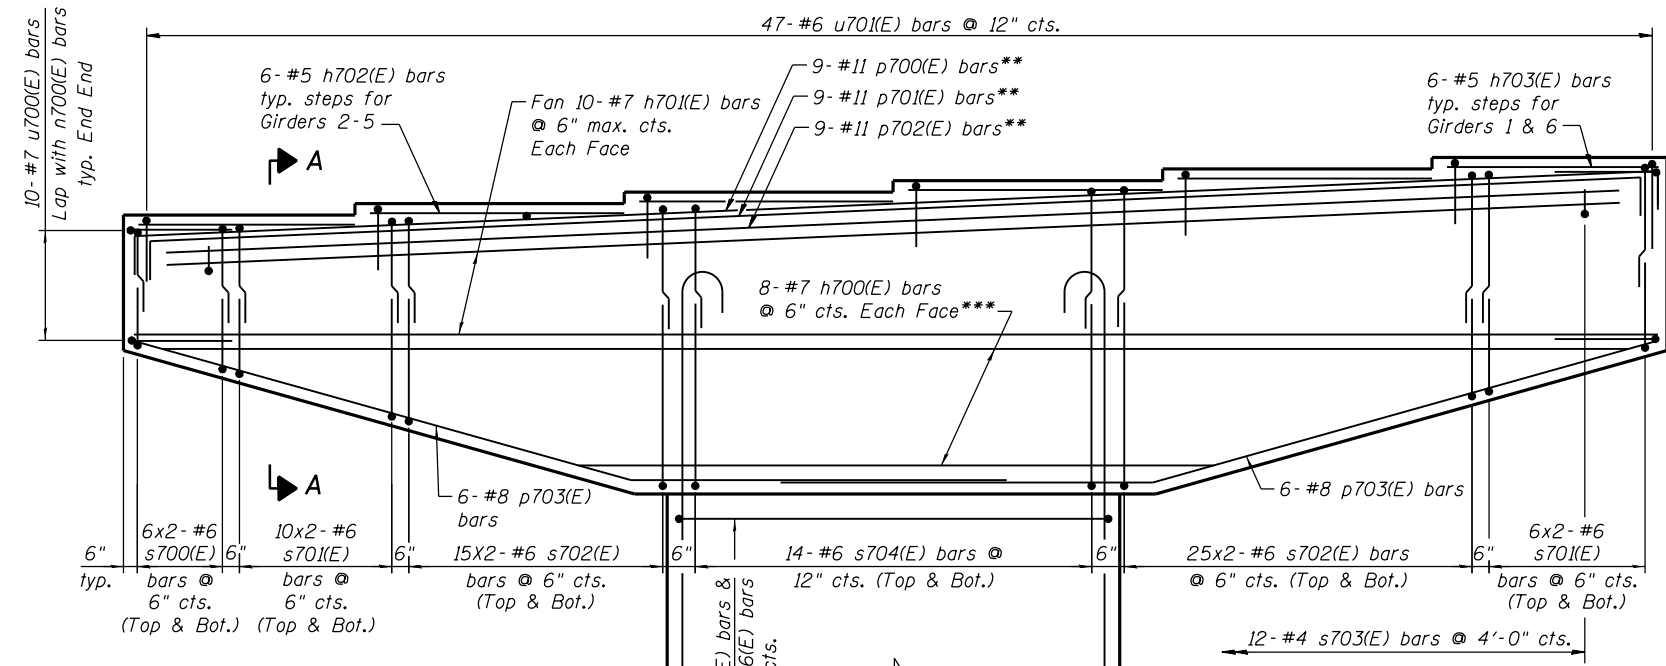 47-#6 u701(E) bars @ 12" cts.
10-#7 u700(E) bars
Lap with n700(E) bars
typ. End End
6-#5 h702(E) bars
typ. steps for
Girders 2-5
Fan 10-#7 h701(E) bars
@ 6" max. cts.
Each Face
9-#11 p700(E) bars**
9-#11 p701(E) bars**
9-#11 p702(E) bars**
6-#5 h703(E) bars
typ. steps for
Girders 1 & 6
A
8-#7 h700(E) bars
@ 6" cts. Each Face***
A
6-#8 p703(E)
bars
6-#8 p703(E) bars
6"
typ.
6x2-#6
s700(E)
bars @
6" cts.
(Top & Bot.)
6"
10x2-#6
s701(E)
bars @
6" cts.
(Top & Bot.)
6"
15X2-#6 s702(E)
bars @ 6" cts.
(Top & Bot.)
6"
14-#6 s704(E) bars @
12" cts. (Top & Bot.)
6"
25x2-#6 s702(E) bars
@ 6" cts. (Top & Bot.)
6"
6x2-#6
s701(E)
bars @ 6" cts.
(Top & Bot.)
(E) bars &
6(E) bars
cts.
12-#4 s703(E) bars @ 4'-0" cts.